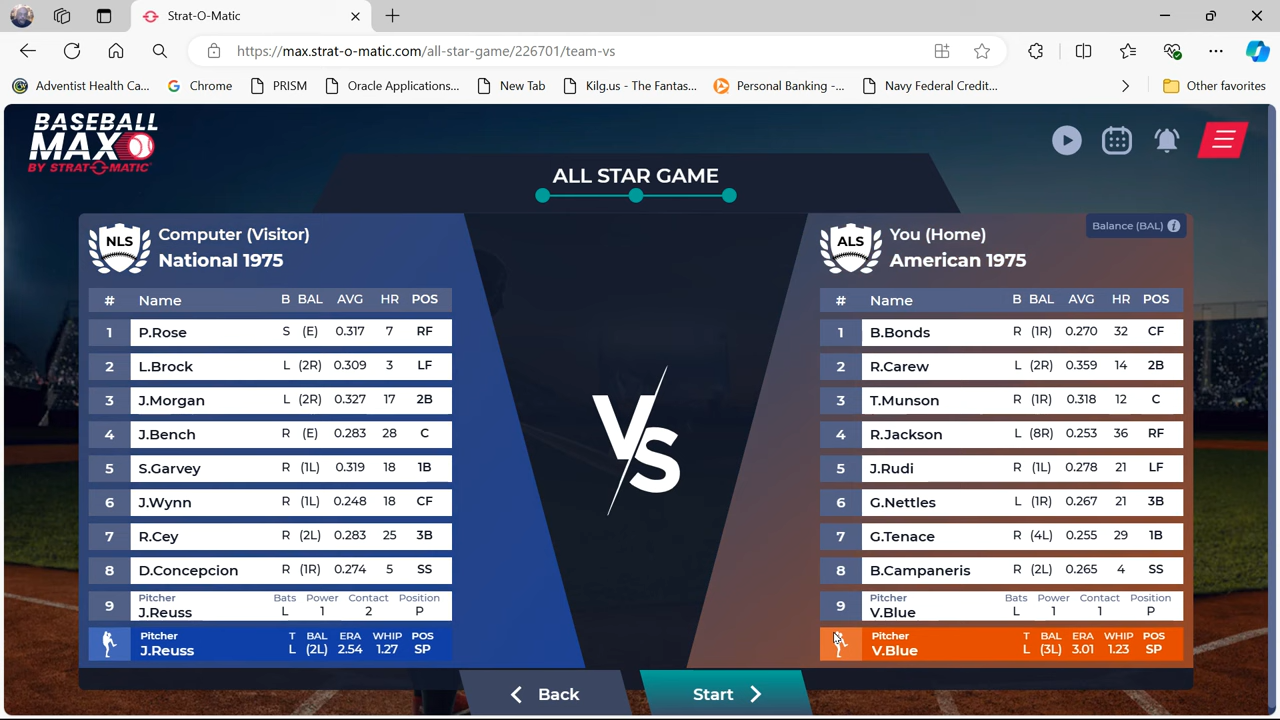 Strat-O-Matic
https://max.strat-o-matic.com/all-star-game/226701/team-vs
Adventist Health Ca... Chrome PRISM Oracle Applications... New Tab Kilg.us - The Fantas... Personal Banking -... Navy Federal Credit... Other favorites
BASEBALL
MAX
BY STRAT-O-MATIC
ALL STAR GAME
NLS
Computer (Visitor)
National 1975
# Name B BAL AVG HR POS
1 P.Rose S (E) 0.317 7 RF
2 L.Brock L (2R) 0.309 3 LF
3 J.Morgan L (2R) 0.327 17 2B
4 J.Bench R (E) 0.283 28 C
5 S.Garvey R (1L) 0.319 18 1B
6 J.Wynn R (1L) 0.248 18 CF
7 R.Cey R (2L) 0.283 25 3B
8 D.Concepcion R (1R) 0.274 5 SS
Pitcher Bats Power Contact Position
9 J.Reuss L 1 2 P
Pitcher T BAL ERA WHIP POS
J.Reuss L (2L) 2.54 1.27 SP
VS
Balance (BAL) i
ALS
You (Home)
American 1975
# Name B BAL AVG HR POS
1 B.Bonds R (1R) 0.270 32 CF
2 R.Carew L (2R) 0.359 14 2B
3 T.Munson R (1R) 0.318 12 C
4 R.Jackson L (8R) 0.253 36 RF
5 J.Rudi R (1L) 0.278 21 LF
6 G.Nettles L (1R) 0.267 21 3B
7 G.Tenace R (4L) 0.255 29 1B
8 B.Campaneris R (2L) 0.265 4 SS
Pitcher Bats Power Contact Position
9 V.Blue L 1 1 P
Pitcher T BAL ERA WHIP POS
V.Blue L (3L) 3.01 1.23 SP
Back
Start